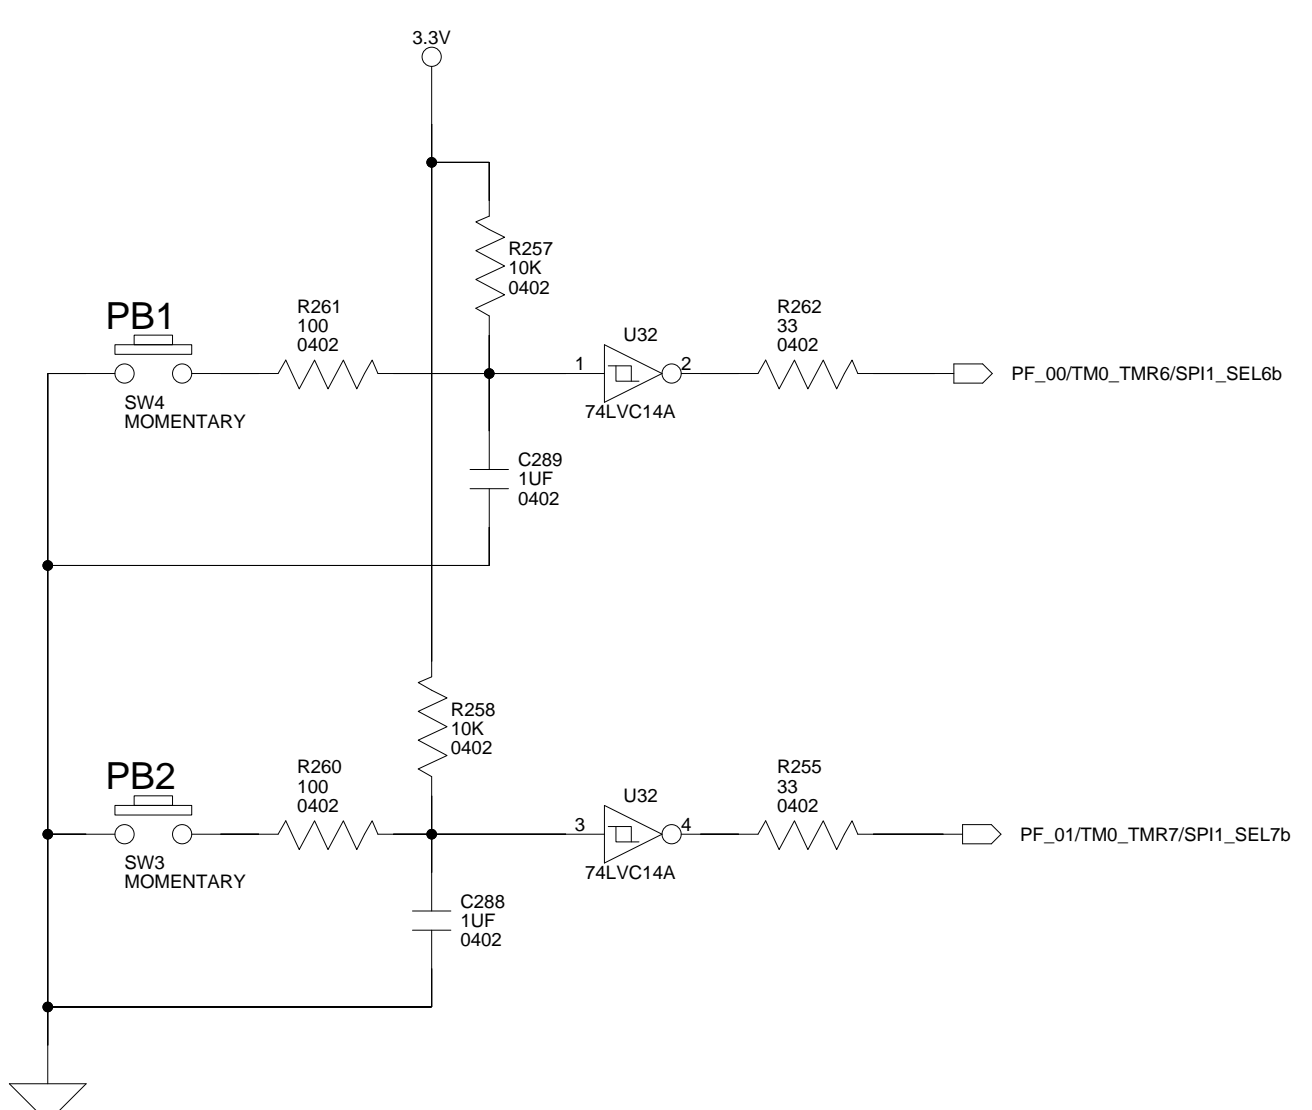 3.3V
R257
10K
0402
PB1
SW4
MOMENTARY
R261
100
0402
1
U32
2
74LVC14A
R262
33
0402
PF_00/TM0_TMR6/SPI1_SEL6b
C289
1UF
0402
R258
10K
0402
PB2
SW3
MOMENTARY
R260
100
0402
3
U32
4
74LVC14A
R255
33
0402
PF_01/TM0_TMR7/SPI1_SEL7b
C288
1UF
0402